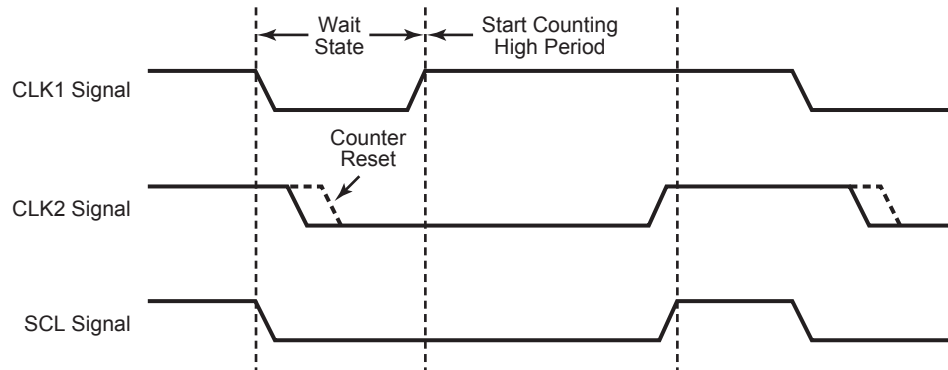 Wait
State
Start Counting
High Period
CLK1 Signal
Counter
Reset
CLK2 Signal
SCL Signal